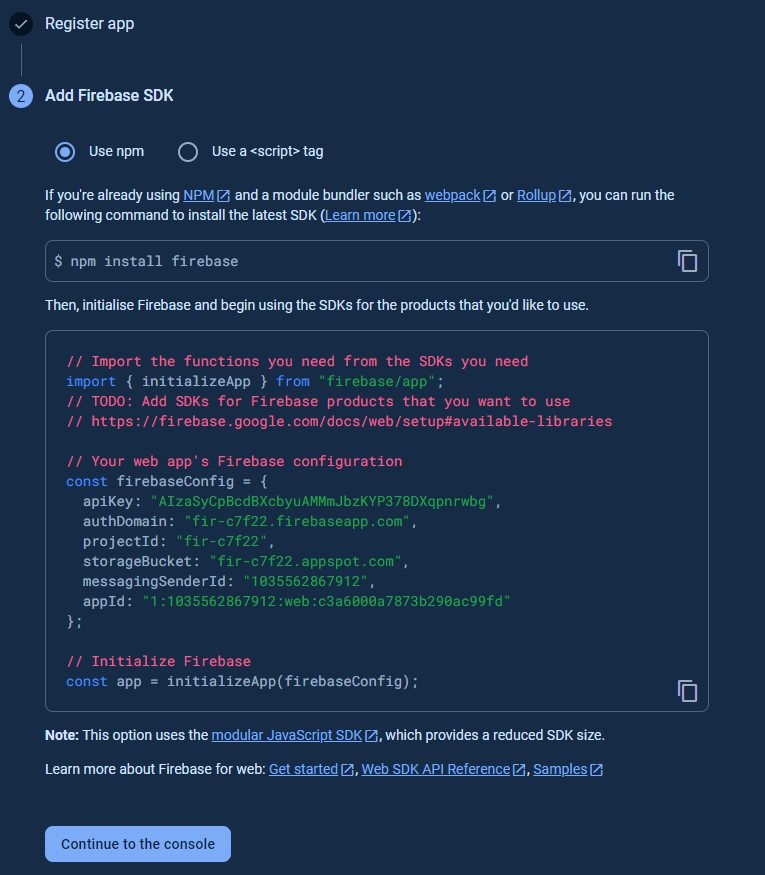 Register app
2
Add Firebase SDK
Use npm
Use a <script> tag
If you're already using NPM and a module bundler such as webpack or Rollup, you can run the
following command to install the latest SDK (Learn more):
$ npm install firebase
Then, initialise Firebase and begin using the SDKs for the products that you'd like to use.
// Import the functions you need from the SDKs you need
import { initializeApp } from "firebase/app";
// TODO: Add SDKs for Firebase products that you want to use
// https://firebase.google.com/docs/web/setup#available-libraries
// Your web app's Firebase configuration
const firebaseConfig = {
apiKey: "AIzaSyCpBcdBXcbyuAMMmJbzKYP378DXqpnrwbg",
authDomain: "fir-c7f22.firebaseapp.com",
projectId: "fir-c7f22",
storageBucket: "fir-c7f22.appspot.com",
messagingSenderId: "1035562867912",
appId: "1:1035562867912:web:c3a6000a7873b290ac99fd"
};
// Initialize Firebase
const app = initializeApp(firebaseConfig);
Note: This option uses the modular JavaScript SDK, which provides a reduced SDK size.
Learn more about Firebase for web: Get started, Web SDK API Reference, Samples
Continue to the console